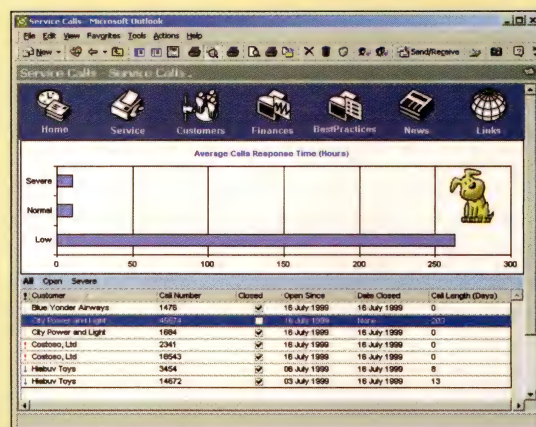 Service Calls - Microsoft Outlook
File Edit View Favorites Tools Actions Help
New Send/Receive
Service Calls Service Calls.
Home Service Customers Finances BestPractices News Links
Average Calls Response Time (Hours)
Severe
Normal
Low
0 50 100 150 200 250 300
All Open Severe
! Customer Call Number Closed Open Since Date Closed Call Length (Days)
Blue Yonder Airways 1476 16 July 1999 16 July 1999 0
City Power and Light 45674 16 July 1999 None
City Power and Light 1684 16 July 1999 16 July 1999 0
! Costoso, Ltd 2341 16 July 1999 16 July 1999 0
! Costoso, Ltd 18543 16 July 1999 16 July 1999 0
↓ Hiabuv Toys 3454 08 July 1999 16 July 1999 8
↓ Hiabuv Toys 14672 03 July 1999 16 July 1999 13